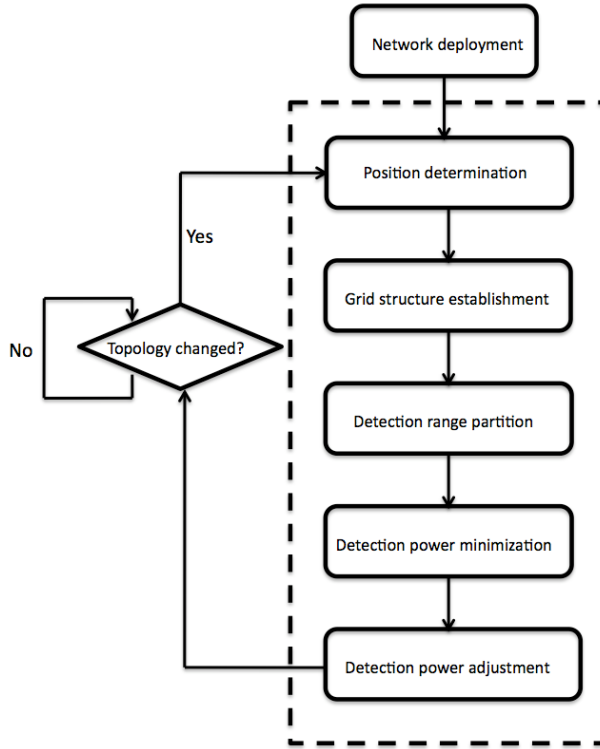 Network deployment
Position determination
Yes
Grid structure establishment
No
Topology changed?
Detection range partition
Detection power minimization
Detection power adjustment